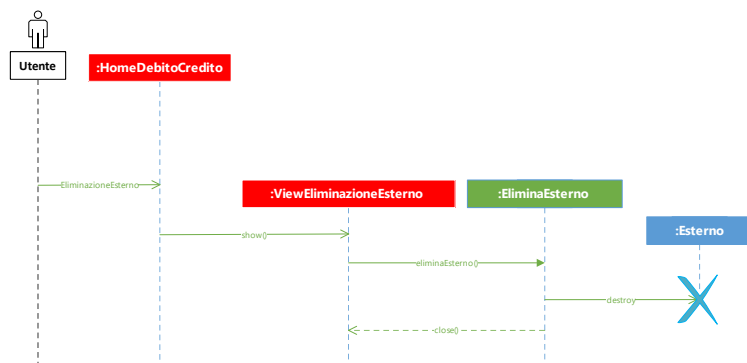 Utente
:HomeDebitoCredito
EliminazioneEsterno
:ViewEliminazioneEsterno
:EliminaEsterno
:Esterno
show()
eliminaEsterno()
destroy
close()